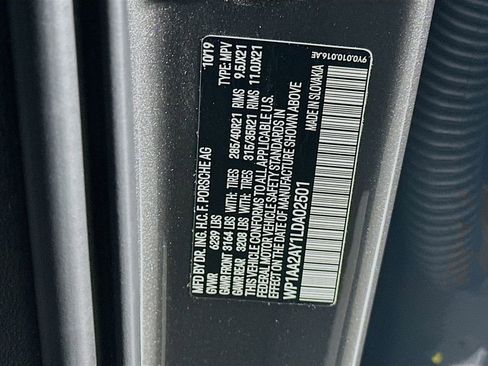 MFD BY DR. ING. H.C. F. PORSCHE AG 10/19
GVWR 6239 LBS TYPE: MPV
GAWR FRONT 3164 LBS WITH TIRES 285/40R21 RIMS 9.5JX21
GAWR REAR 3208 LBS WITH TIRES 315/35R21 RIMS 11.0JX21
THIS VEHICLE CONFORMS TO ALL APPLICABLE U.S.
FEDERAL MOTOR VEHICLE SAFETY STANDARDS IN
EFFECT ON THE DATE OF MANUFACTURE SHOWN ABOVE
WP1AA2AY1LDA02501 MADE IN SLOVAKIA
9Y0.010.016.AE